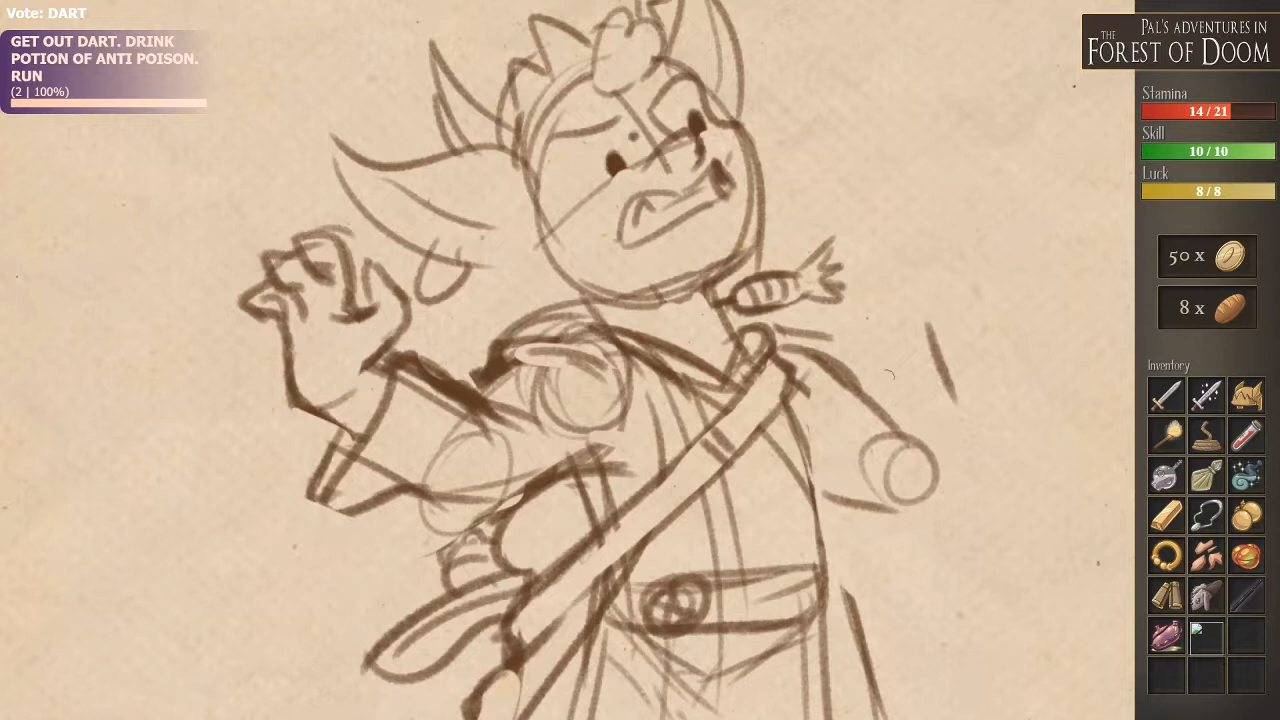 Vote: DART
GET OUT DART. DRINK
POTION OF ANTI POISON.
RUN
(2 | 100%)
PAL'S ADVENTURES IN
THE FOREST OF DOOM
Stamina
14 / 21
Skill
10 / 10
Luck
8 / 8
50 x
8 x
Inventory